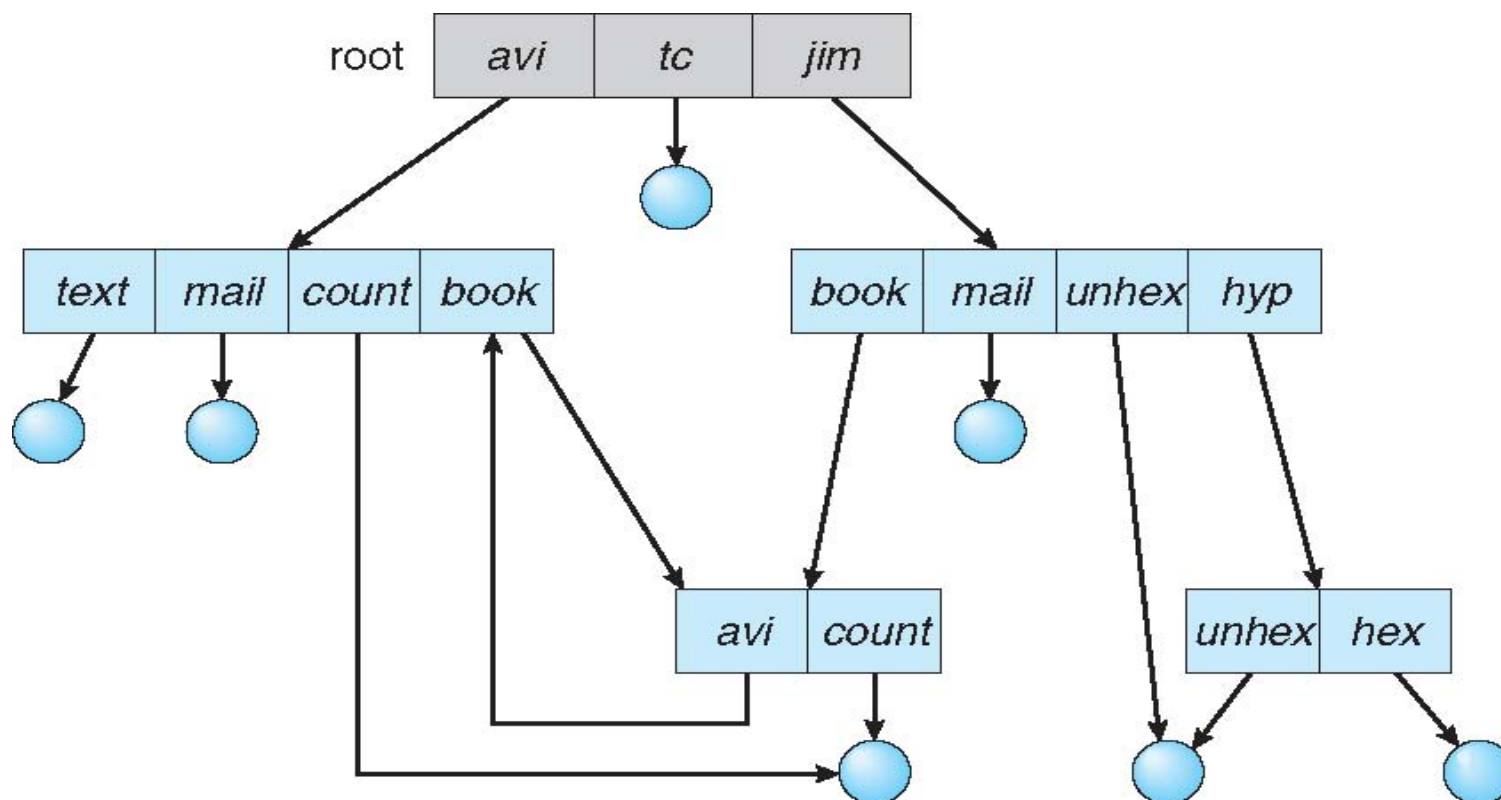 root avi tc jim
text mail count book
book mail unhex hyp
avi count
unhex hex